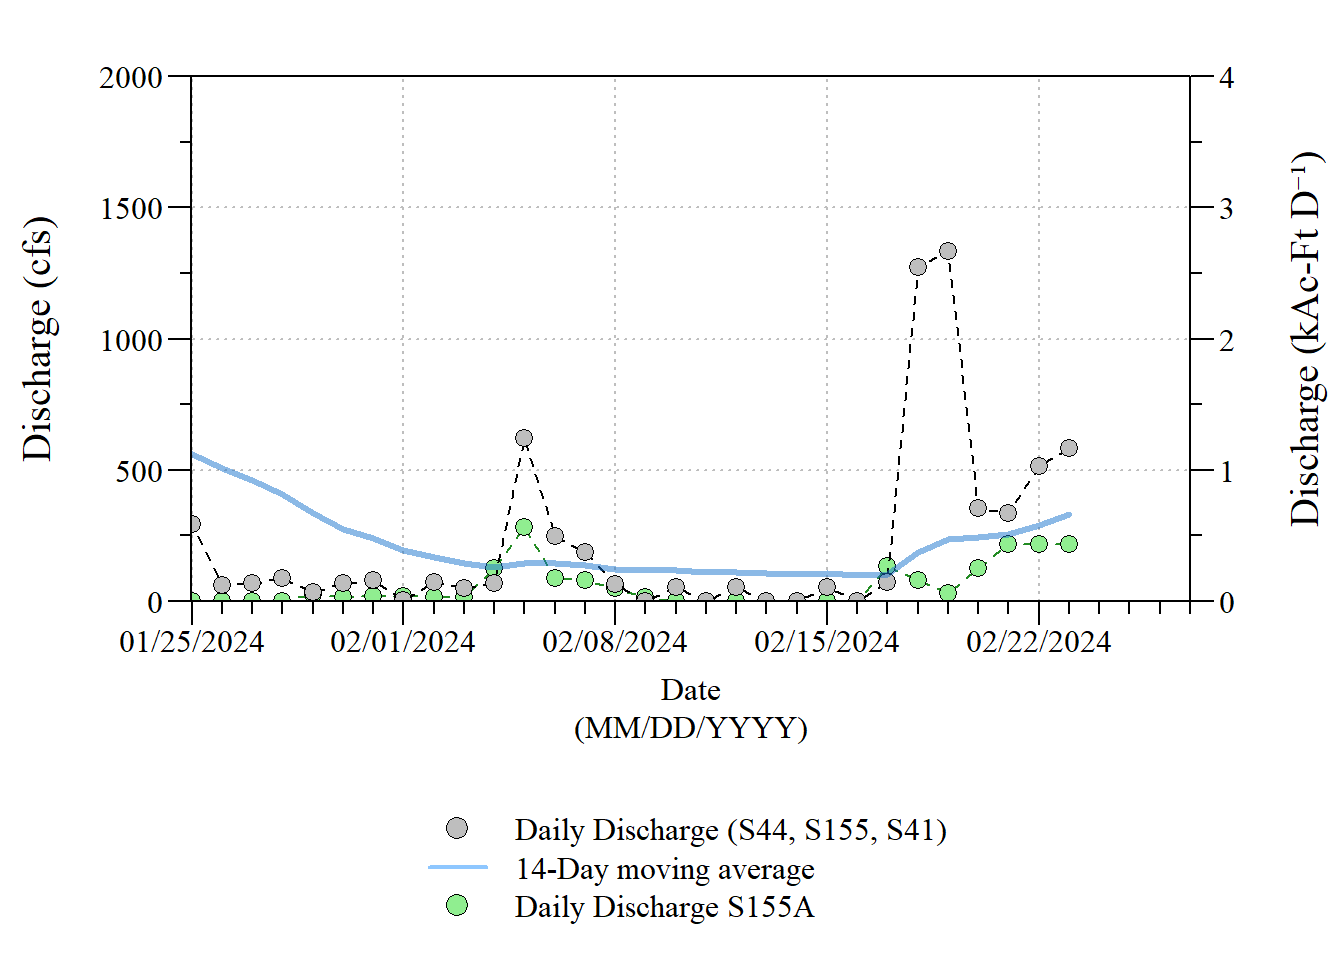 2000
1500
1000
500
0
4
3
2
1
0
Discharge (cfs)
Discharge (kAc-Ft D⁻¹)
01/25/2024
02/01/2024
02/08/2024
02/15/2024
02/22/2024
Date
(MM/DD/YYYY)
Daily Discharge (S44, S155, S41)
14-Day moving average
Daily Discharge S155A